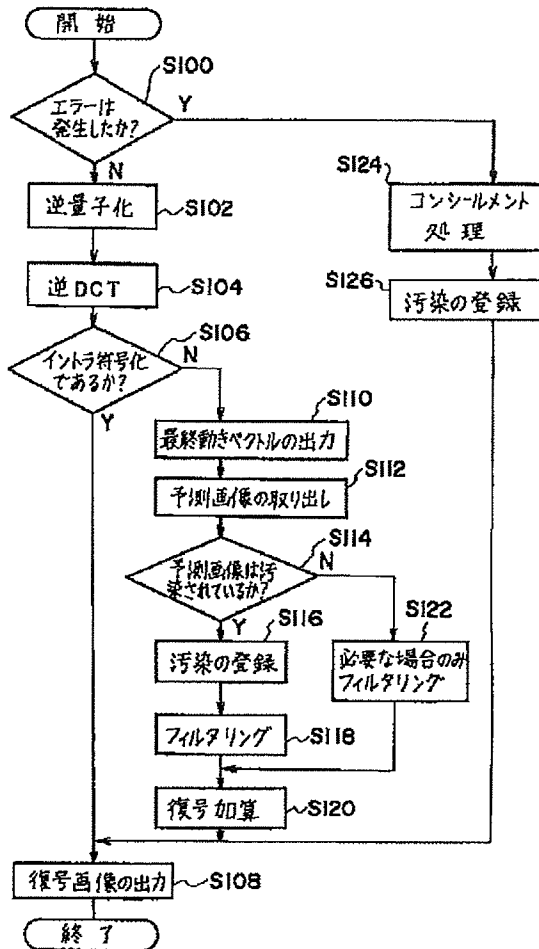 開始
S100
エラーは
発生したか?
Y
N
逆量子化
S102
逆DCT
S104
S106
イントラ符号化
であるか?
N
Y
S124
コンシールメント
処理
S126
汚染の登録
S110
最終動きベクトルの出力
S112
予測画像の取り出し
S114
予測画像は汚
染されているか?
N
Y
S116
汚染の登録
S122
必要な場合のみ
フィルタリング
フィルタリング
S118
復号加算
S120
復号画像の出力
S108
終了